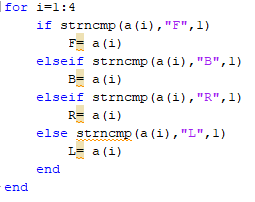 for i=1:4
    if strncmp(a(i),"F",1)
        F= a(i)
    elseif strncmp(a(i),"B",1)
        B= a(i)
    elseif strncmp(a(i),"R",1)
        R= a(i)
    else strncmp(a(i),"L",1)
        L= a(i)
    end
end